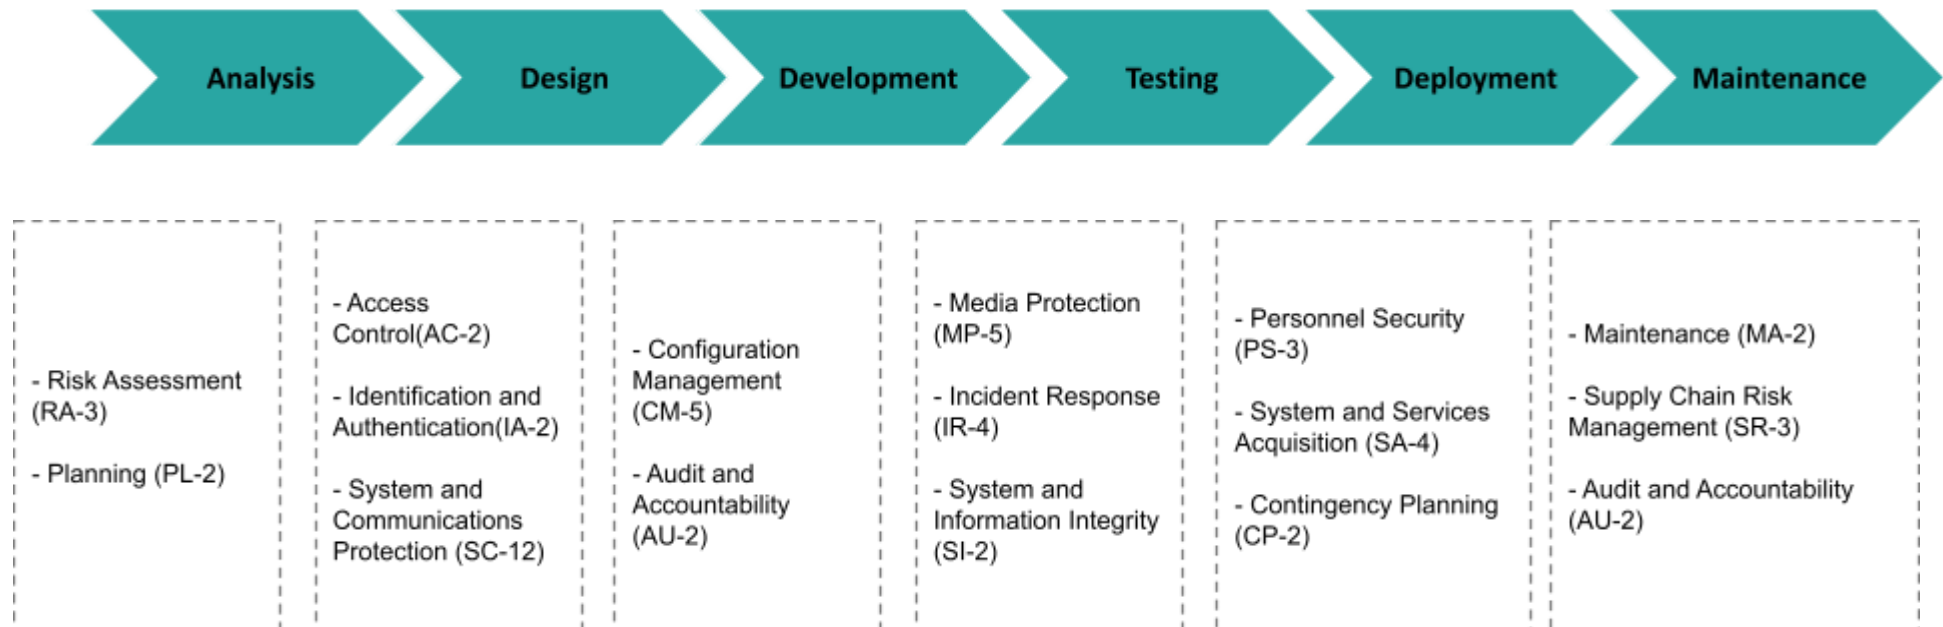 Analysis
Design
Development
Testing
Deployment
Maintenance
- Risk Assessment
(RA-3)
- Planning (PL-2)
- Access
Control(AC-2)
- Identification and
Authentication(IA-2)
- System and
Communications
Protection (SC-12)
- Configuration
Management
(CM-5)
- Audit and
Accountability
(AU-2)
- Media Protection
(MP-5)
- Incident Response
(IR-4)
- System and
Information Integrity
(SI-2)
- Personnel Security
(PS-3)
- System and Services
Acquisition (SA-4)
- Contingency Planning
(CP-2)
- Maintenance (MA-2)
- Supply Chain Risk
Management (SR-3)
- Audit and Accountability
(AU-2)